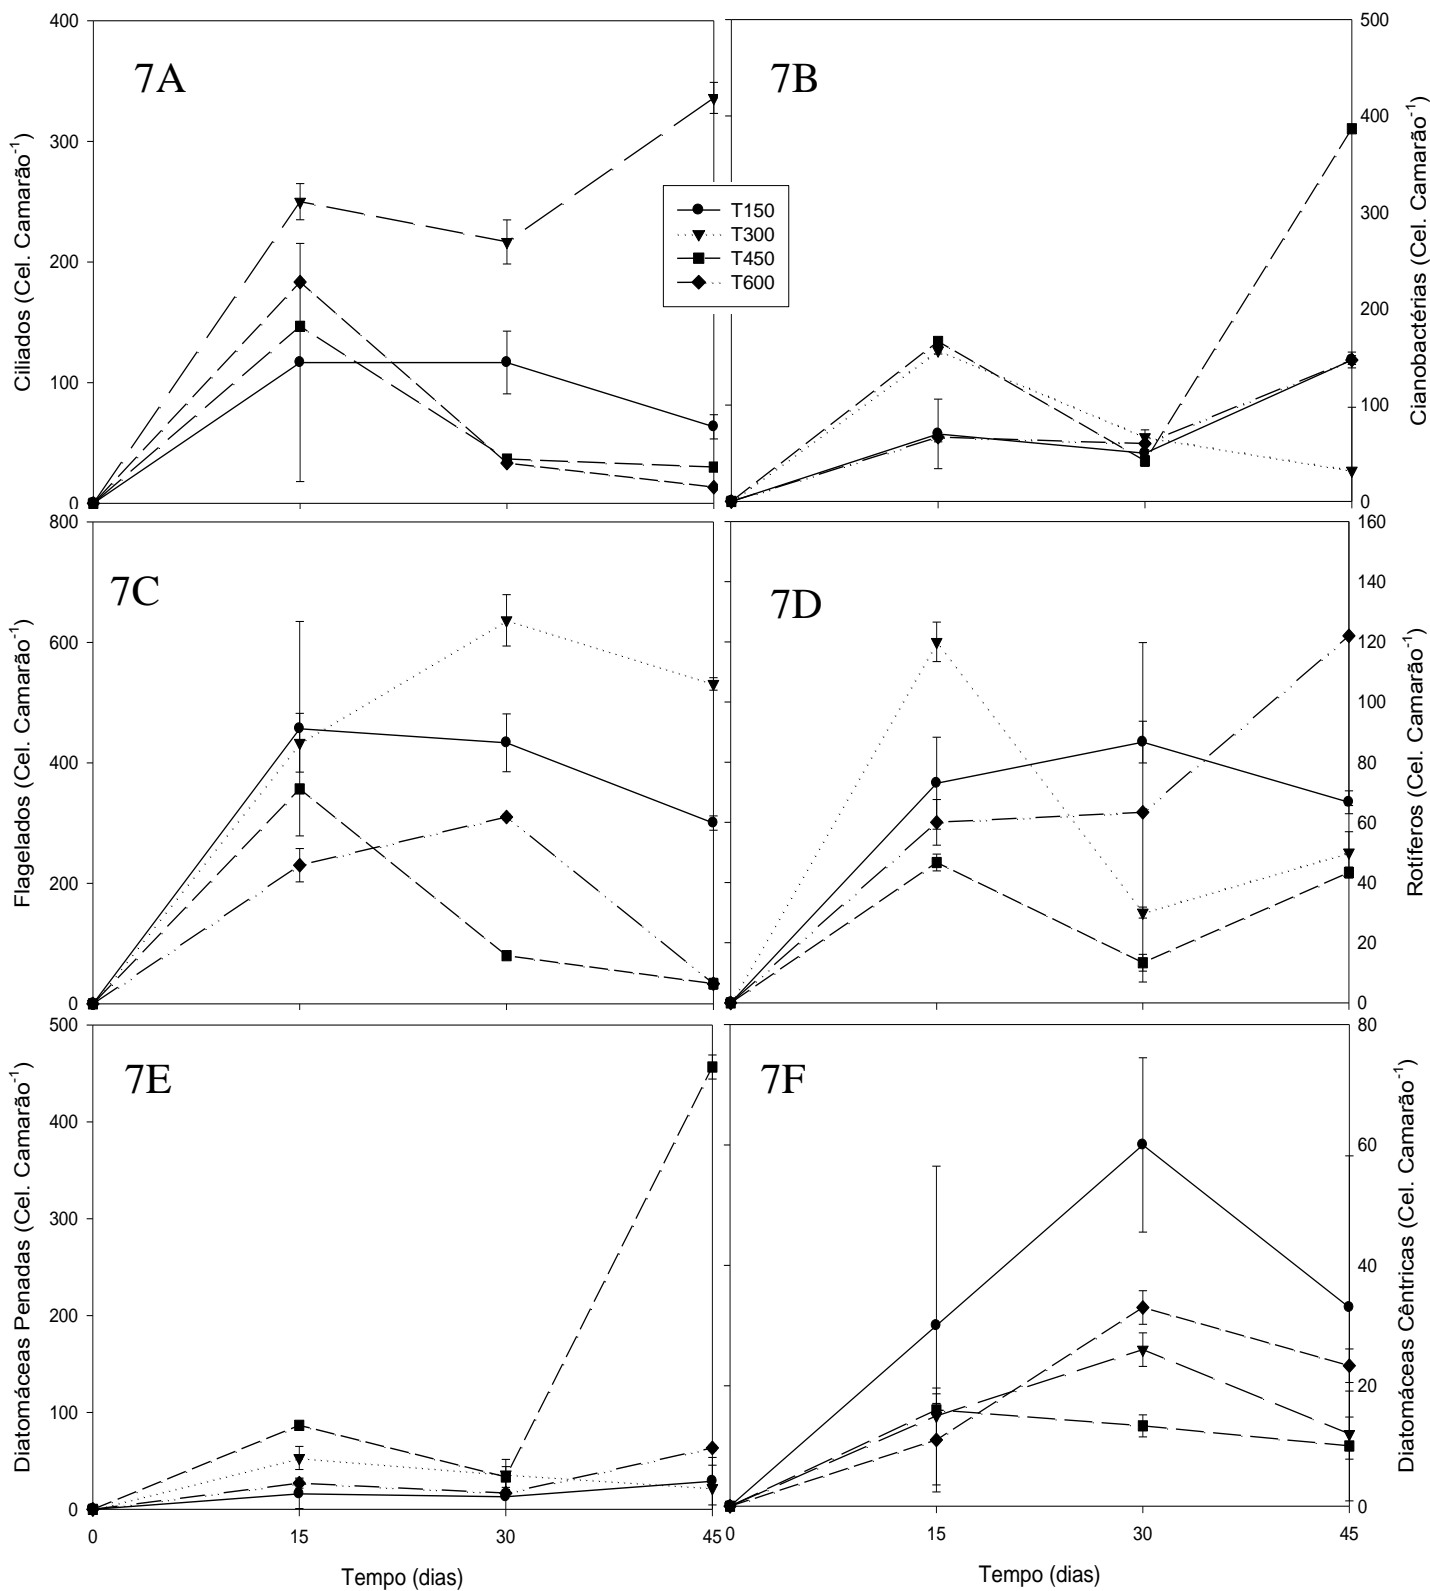 7A
Ciliados (Cel. Camarão-1)
400
300
200
100
0
7B
Cianobactérias (Cel. Camarão-1)
500
400
300
200
100
0
T150
T300
T450
T600
7C
Flagelados (Cel. Camarão-1)
800
600
400
200
0
7D
Rotíferos (Cel. Camarão-1)
160
140
120
100
80
60
40
20
0
7E
Diatomáceas Penadas (Cel. Camarão-1)
500
400
300
200
100
0
0 15 30 45
Tempo (dias)
7F
Diatomáceas Cêntricas (Cel. Camarão-1)
80
60
40
20
0
0 15 30 45
Tempo (dias)